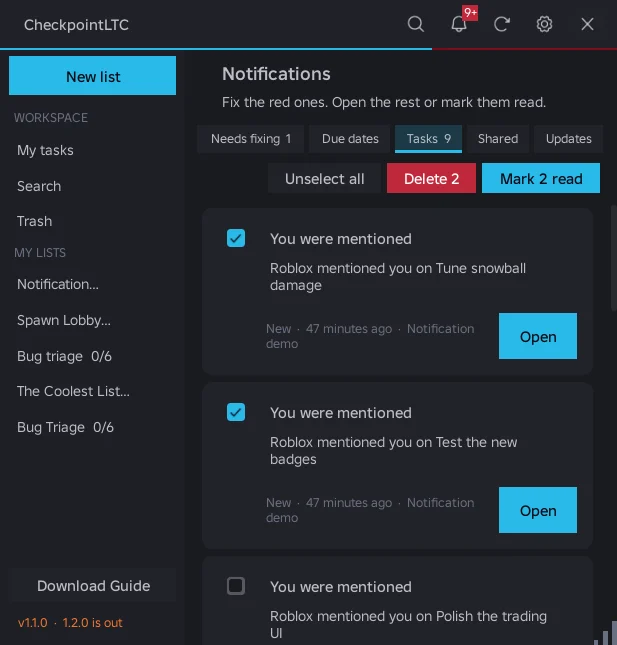 CheckpointLTC
9+
New list
WORKSPACE
My tasks
Search
Trash
MY LISTS
Notification...
Spawn Lobby...
Bug triage 0/6
The Coolest List...
Bug Triage 0/6
Download Guide
v1.1.0 · 1.2.0 is out
Notifications
Fix the red ones. Open the rest or mark them read.
Needs fixing 1
Due dates
Tasks 9
Shared
Updates
Unselect all
Delete 2
Mark 2 read
You were mentioned
Roblox mentioned you on Tune snowball
damage
New · 47 minutes ago · Notification
demo
Open
You were mentioned
Roblox mentioned you on Test the new
badges
New · 47 minutes ago · Notification
demo
Open
You were mentioned
Roblox mentioned you on Polish the trading
UI